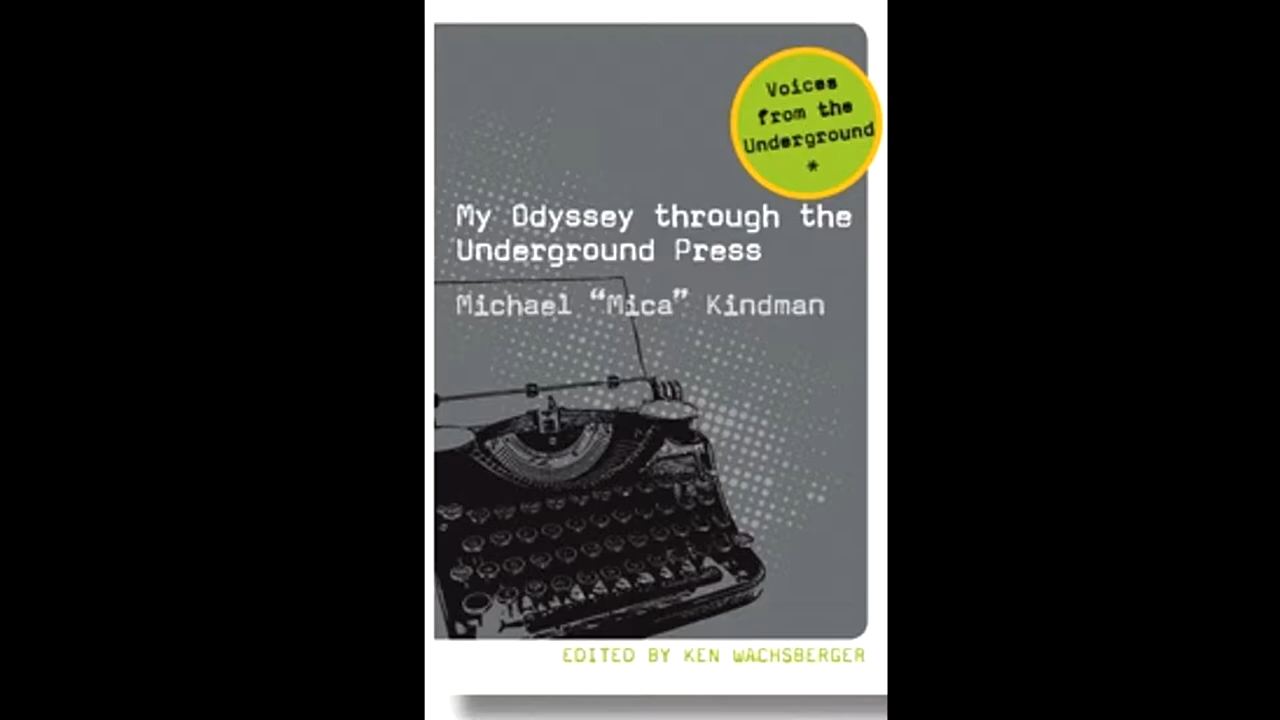 Voices
from the
Underground
*
My Odyssey through the
Underground Press
Michael “Mica” Kindman
EDITED BY KEN WACHSBERGER